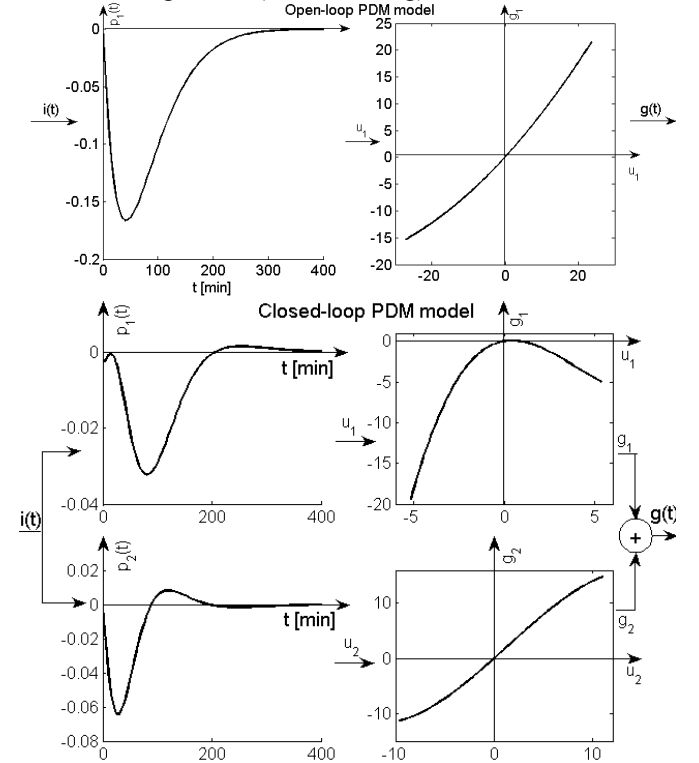 Open-loop PDM model
p1(t)
0
-0.05
-0.1
-0.15
-0.2
0 100 200 300 400
t [min]
i(t)
u1
g1
25
20
15
10
5
0
-5
-10
-15
-20
-20 0 20
u1
g(t)
Closed-loop PDM model
p1(t)
0
-0.02
-0.04
0 200 400
t [min]
u1
g1
0
-5
-10
-15
-20
-5 0 5
u1
g1
i(t)
g(t)
+
p2(t)
0.02
0
-0.02
-0.04
-0.06
-0.08
0 200 400
t [min]
u2
g2
10
0
-10
-10 0 10
u2
g2